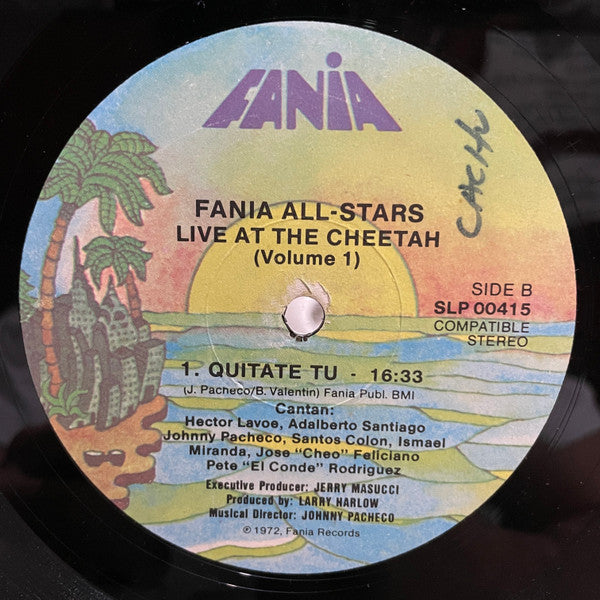 FANIA
CACHO
FANIA ALL-STARS
LIVE AT THE CHEETAH
(Volume 1)
SIDE B
SLP 00415
COMPATIBLE
STEREO
1. QUITATE TU - 16:33
(J. Pacheco/B. Valentin) Fania Publ. BMI
Cantan:
Hector Lavoe, Adalberto Santiago
Johnny Pacheco, Santos Colon, Ismael
Miranda, Jose "Cheo" Feliciano
Pete "El Conde" Rodriguez
Executive Producer: JERRY MASUCCI
Produced by: LARRY HARLOW
Musical Director: JOHNNY PACHECO
℗ 1972, Fania Records